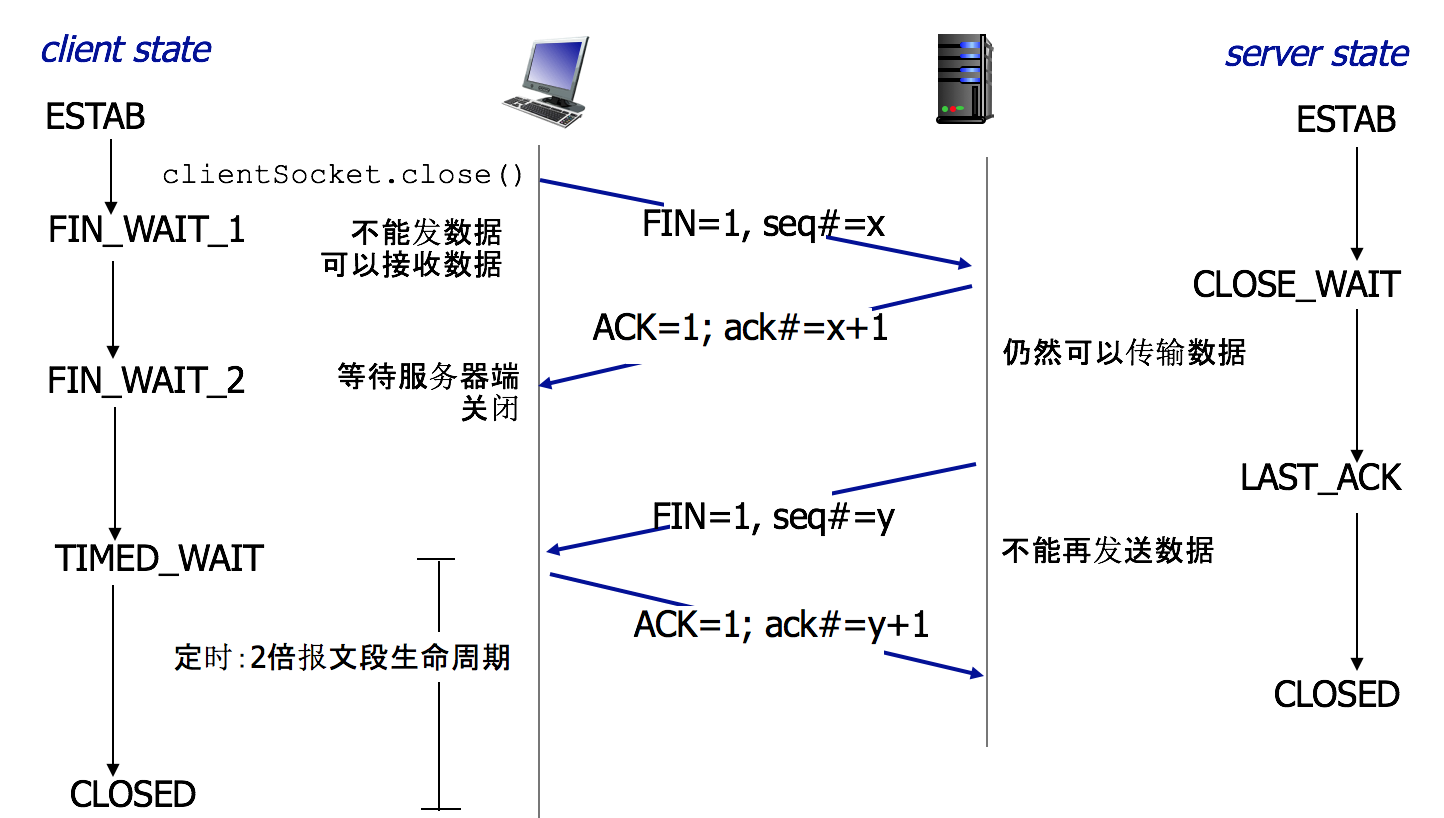 client state
server state
ESTAB
ESTAB
clientSocket.close()
FIN_WAIT_1
不能发数据
可以接收数据
FIN=1, seq#=x
CLOSE_WAIT
ACK=1; ack#=x+1
仍然可以传输数据
FIN_WAIT_2
等待服务器端
关闭
LAST_ACK
FIN=1, seq#=y
不能再发送数据
TIMED_WAIT
ACK=1; ack#=y+1
定时:2倍报文段生命周期
CLOSED
CLOSED